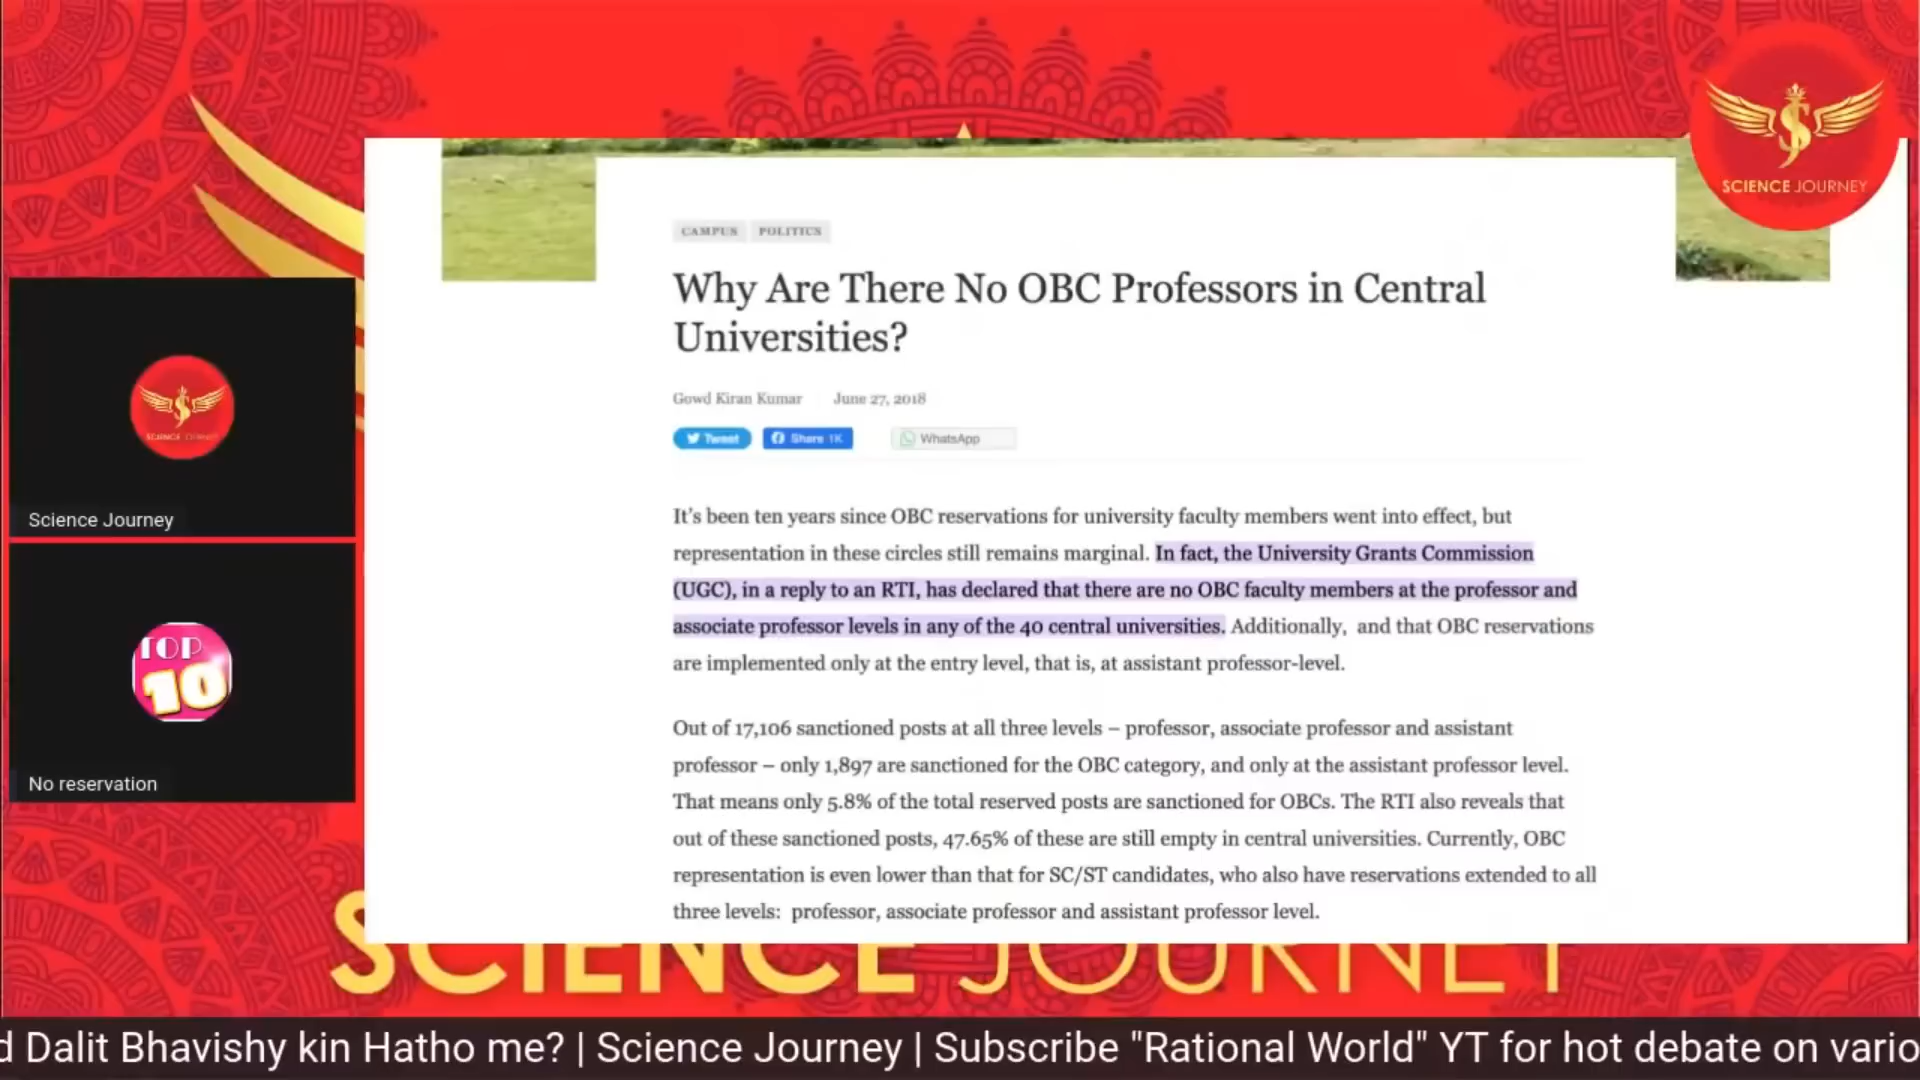 SCIENCE JOURNEY
CAMPUS POLITICS
Why Are There No OBC Professors in Central
Universities?
Gowd Kiran Kumar June 27, 2018
Tweet Share 1K WhatsApp
It's been ten years since OBC reservations for university faculty members went into effect, but
representation in these circles still remains marginal. In fact, the University Grants Commission
(UGC), in a reply to an RTI, has declared that there are no OBC faculty members at the professor and
associate professor levels in any of the 40 central universities. Additionally, and that OBC reservations
are implemented only at the entry level, that is, at assistant professor-level.
Out of 17,106 sanctioned posts at all three levels – professor, associate professor and assistant
professor – only 1,897 are sanctioned for the OBC category, and only at the assistant professor level.
That means only 5.8% of the total reserved posts are sanctioned for OBCs. The RTI also reveals that
out of these sanctioned posts, 47.65% of these are still empty in central universities. Currently, OBC
representation is even lower than that for SC/ST candidates, who also have reservations extended to all
three levels: professor, associate professor and assistant professor level.
SCIENCE JOURNEY
Science Journey
TOP
10
No reservation
SCIENCE JOURNEY
d Dalit Bhavishy kin Hatho me? | Science Journey | Subscribe "Rational World" YT for hot debate on vario